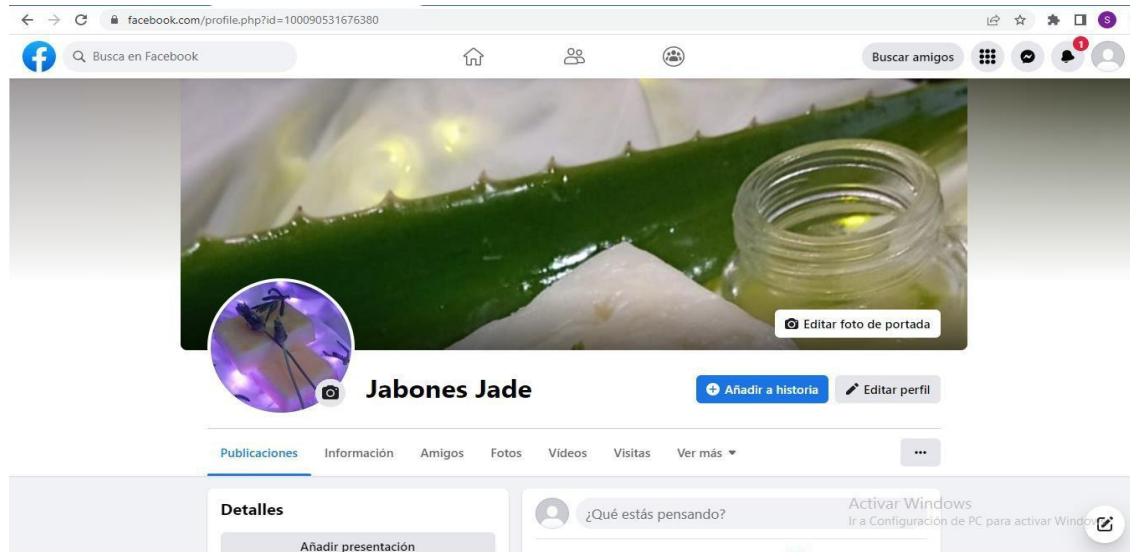 facebook.com/profile.php?id=100090531676380
S
f
Busca en Facebook
Buscar amigos
1
Editar foto de portada
Jabones Jade
Añadir a historia
Editar perfil
Publicaciones
Información
Amigos
Fotos
Vídeos
Visitas
Ver más
Detalles
¿Qué estás pensando?
Activar Windows
Ir a Configuración de PC para activar Windows
Añadir presentación